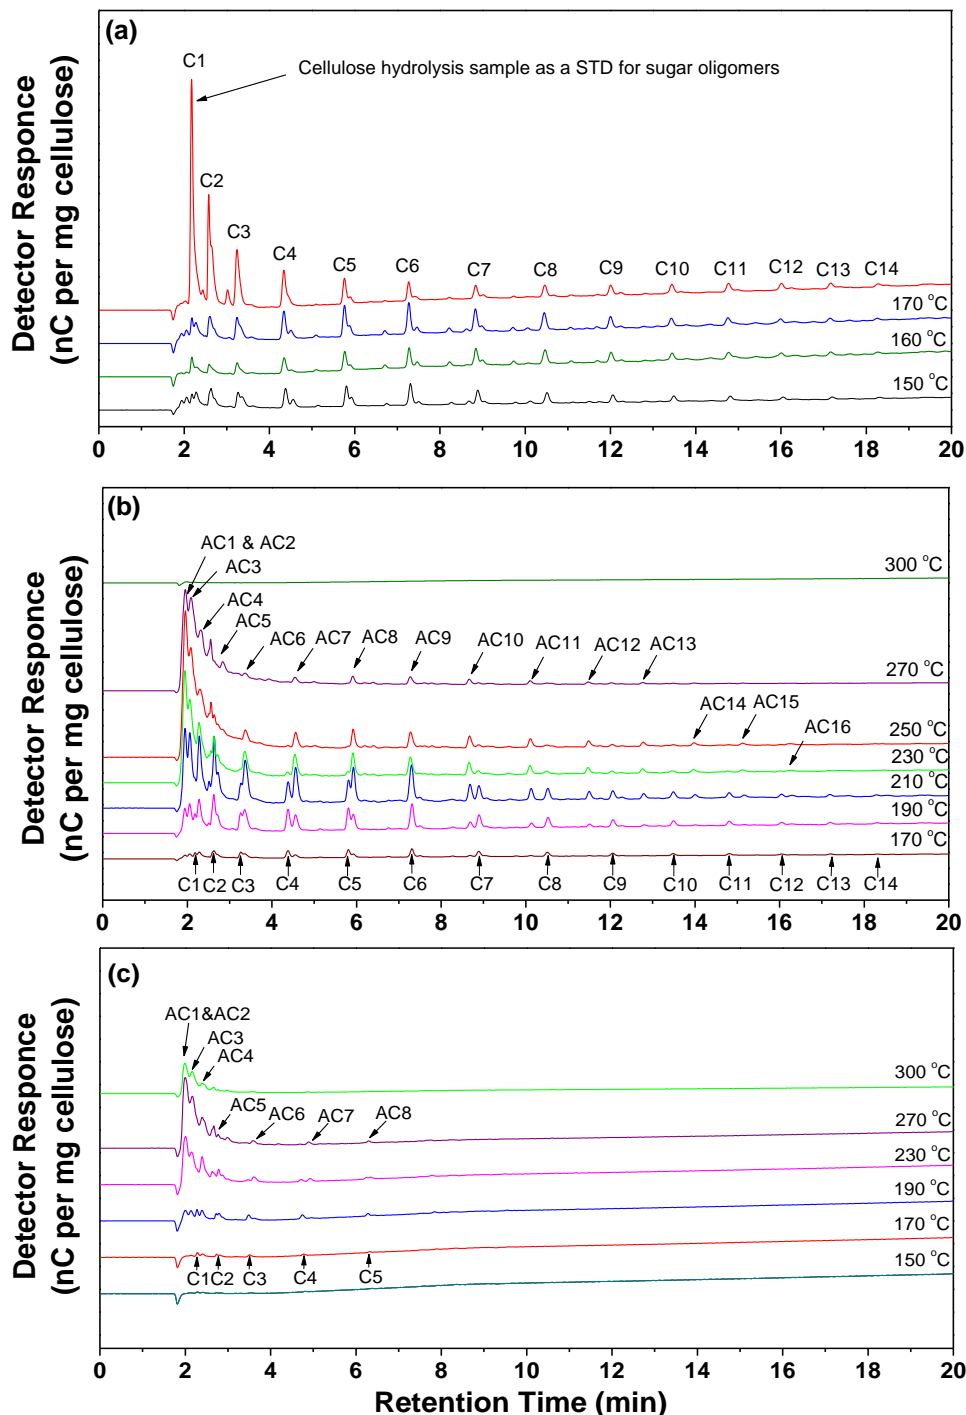 (a)
C1
Cellulose hydrolysis sample as a STD for sugar oligomers
C2
C3
C4
C5
C6
C7
C8
C9
C10
C11
C12
C13
C14
170 °C
160 °C
150 °C
Detector Responce
(nC per mg cellulose)
0 2 4 6 8 10 12 14 16 18 20
(b)
AC1 & AC2
AC3
AC4
AC5
AC6
AC7
AC8
AC9
AC10
AC11
AC12
AC13
AC14
AC15
AC16
300 °C
270 °C
250 °C
230 °C
210 °C
190 °C
170 °C
C1 C2 C3 C4 C5 C6 C7 C8 C9 C10 C11 C12 C13 C14
Detector Responce
(nC per mg cellulose)
0 2 4 6 8 10 12 14 16 18 20
(c)
AC1&AC2
AC3
AC4
AC5
AC6
AC7
AC8
300 °C
270 °C
230 °C
190 °C
170 °C
150 °C
C1 C2 C3 C4 C5
Detector Responce
(nC per mg cellulose)
0 2 4 6 8 10 12 14 16 18 20
Retention Time (min)